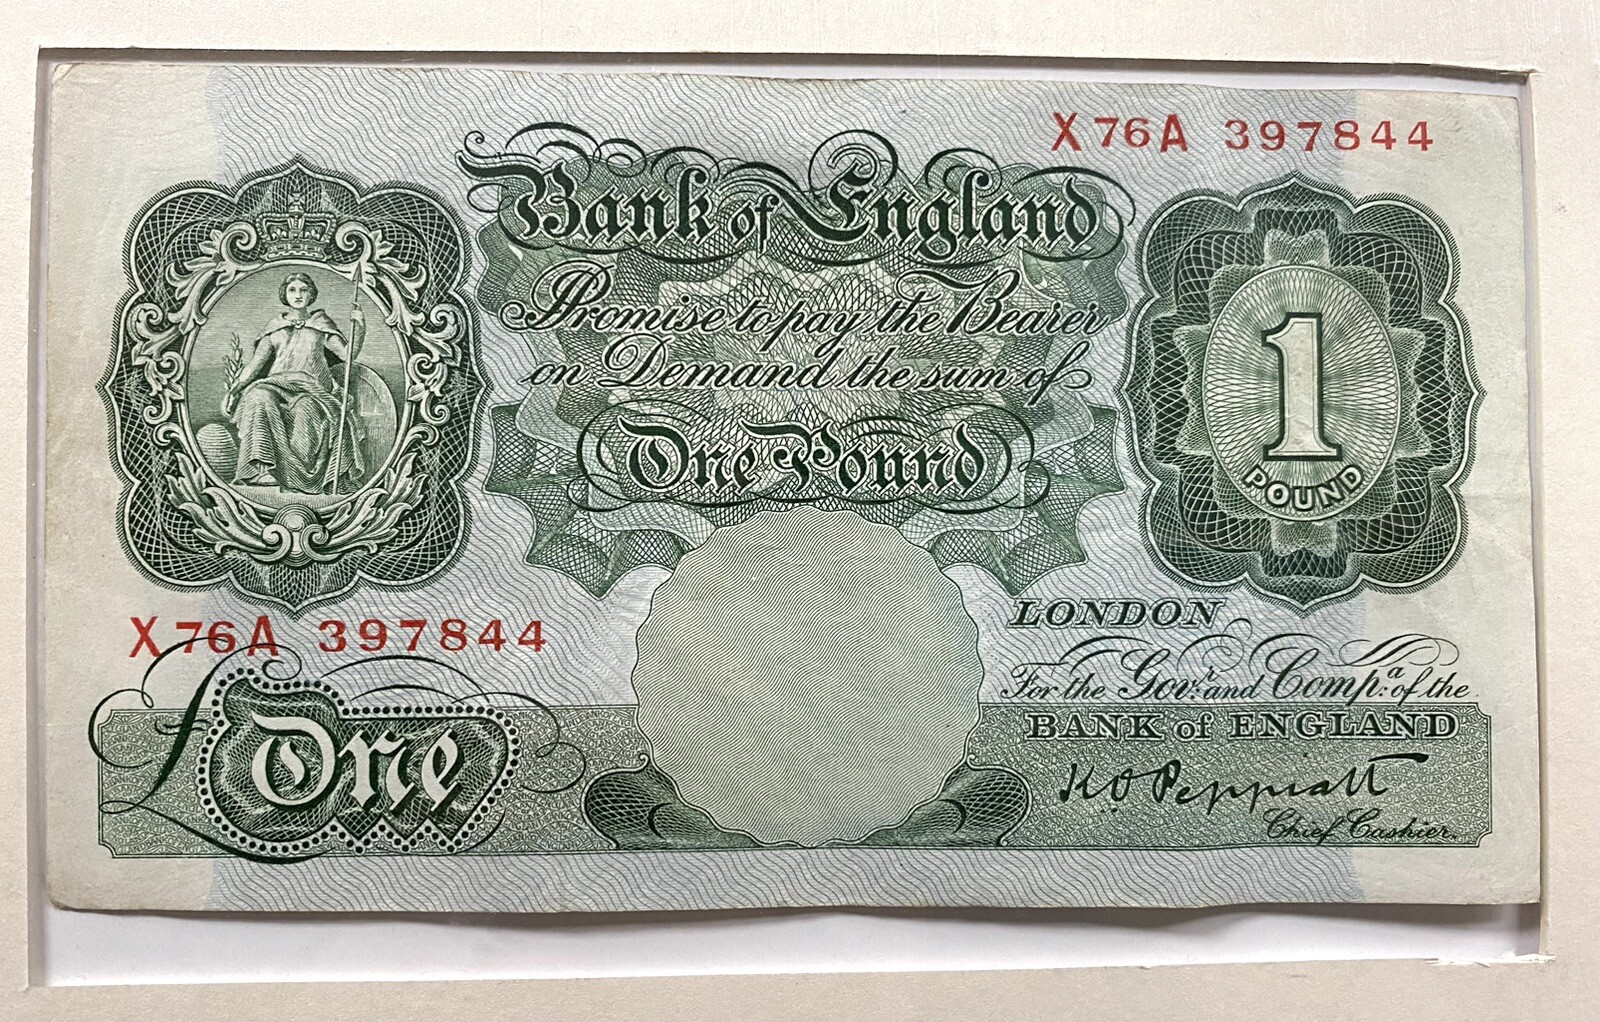 X76A 397844
Bank of England
Promise to pay the Bearer
on Demand the sum of
One Pound
1
POUND
X76A 397844
£One
LONDON
For the Govr: and Compa: of the
BANK of ENGLAND
K O Peppiatt
Chief Cashier.